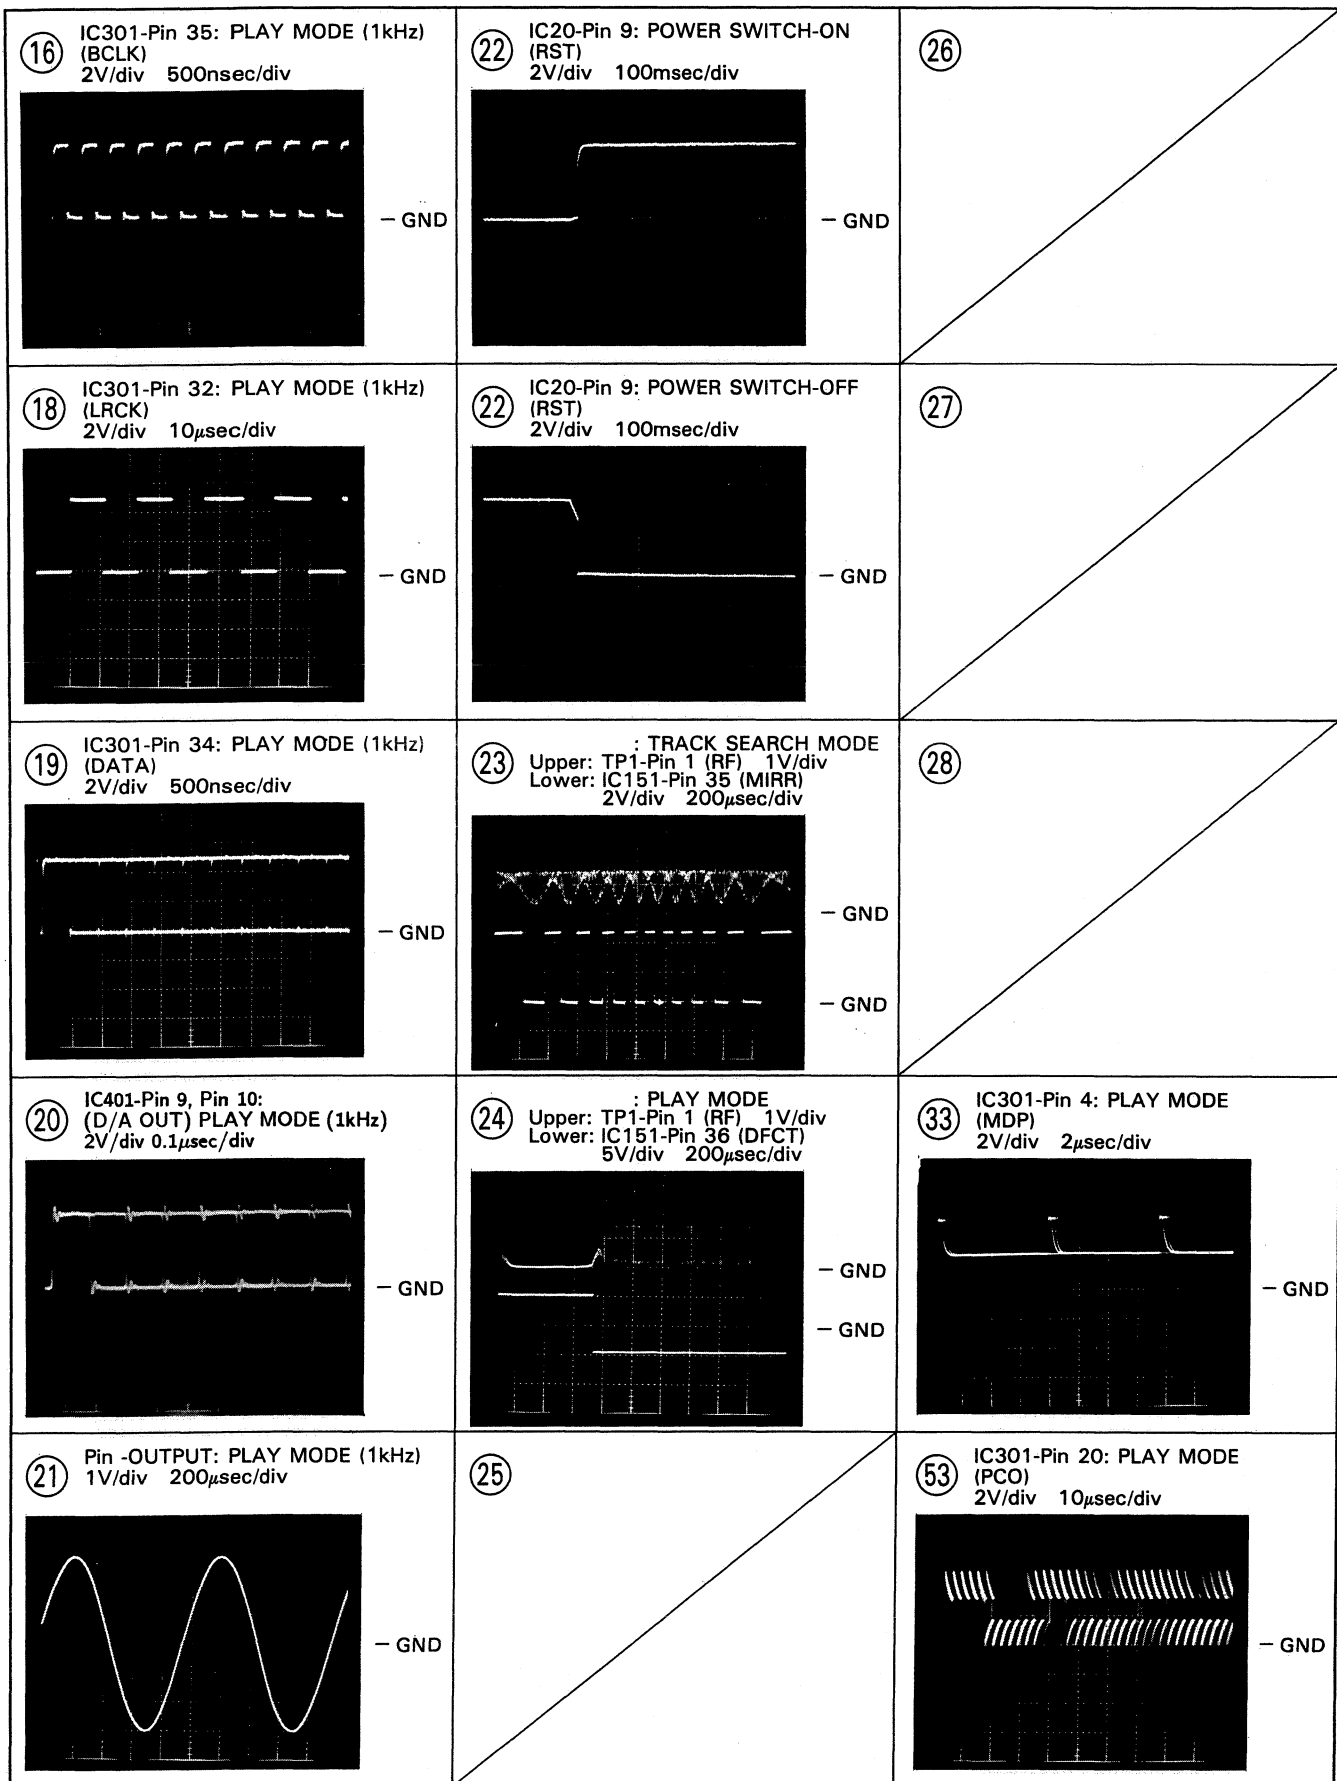 16
IC301-Pin 35: PLAY MODE (1kHz)
(BCLK)
2V/div 500nsec/div
– GND
22
IC20-Pin 9: POWER SWITCH-ON
(RST)
2V/div 100msec/div
– GND
26
18
IC301-Pin 32: PLAY MODE (1kHz)
(LRCK)
2V/div 10μsec/div
– GND
22
IC20-Pin 9: POWER SWITCH-OFF
(RST)
2V/div 100msec/div
– GND
27
19
IC301-Pin 34: PLAY MODE (1kHz)
(DATA)
2V/div 500nsec/div
– GND
23
: TRACK SEARCH MODE
Upper: TP1-Pin 1 (RF) 1V/div
Lower: IC151-Pin 35 (MIRR)
2V/div 200μsec/div
– GND
– GND
28
20
IC401-Pin 9, Pin 10:
(D/A OUT) PLAY MODE (1kHz)
2V/div 0.1μsec/div
– GND
24
: PLAY MODE
Upper: TP1-Pin 1 (RF) 1V/div
Lower: IC151-Pin 36 (DFCT)
5V/div 200μsec/div
– GND
– GND
33
IC301-Pin 4: PLAY MODE
(MDP)
2V/div 2μsec/div
– GND
21
Pin -OUTPUT: PLAY MODE (1kHz)
1V/div 200μsec/div
– GND
25
53
IC301-Pin 20: PLAY MODE
(PCO)
2V/div 10μsec/div
– GND